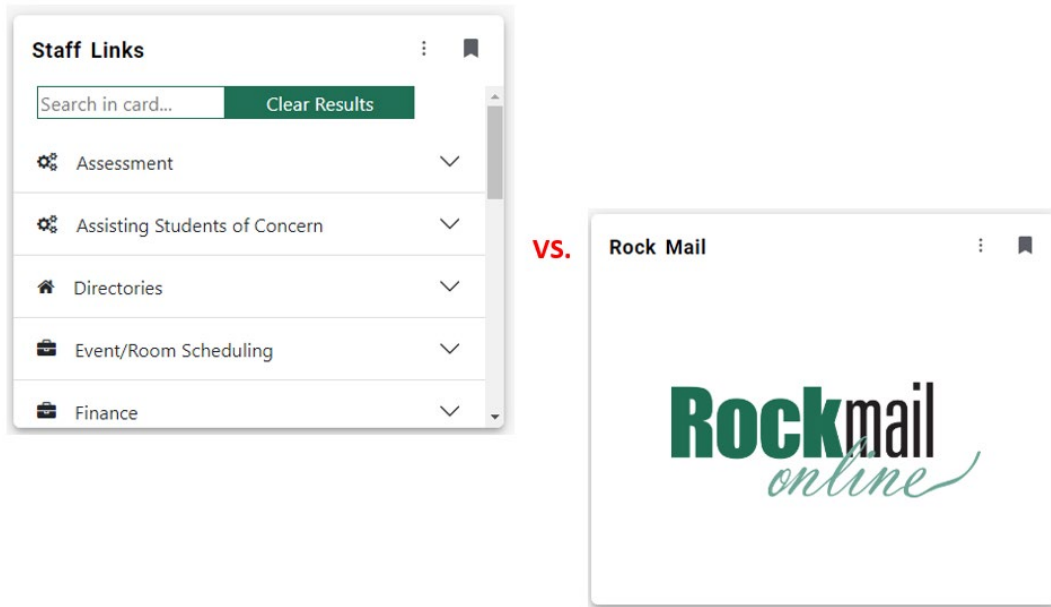 Staff Links
Search in card...
Clear Results
Assessment
Assisting Students of Concern
Directories
Event/Room Scheduling
Finance
VS.
Rock Mail
Rockmail
online